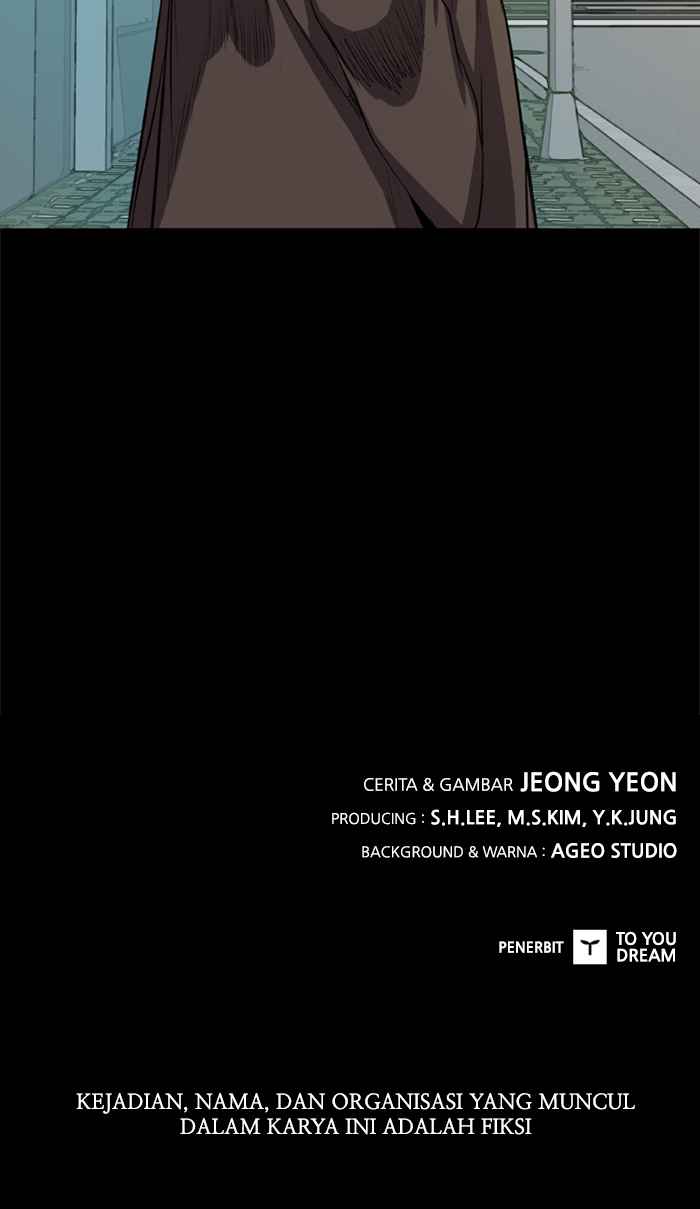 CERITA & GAMBAR JEONG YEON
PRODUCING : S.H.LEE, M.S.KIM, Y.K.JUNG
BACKGROUND & WARNA : AGEO STUDIO
PENERBIT TO YOU
DREAM
KEJADIAN, NAMA, DAN ORGANISASI YANG MUNCUL
DALAM KARYA INI ADALAH FIKSI